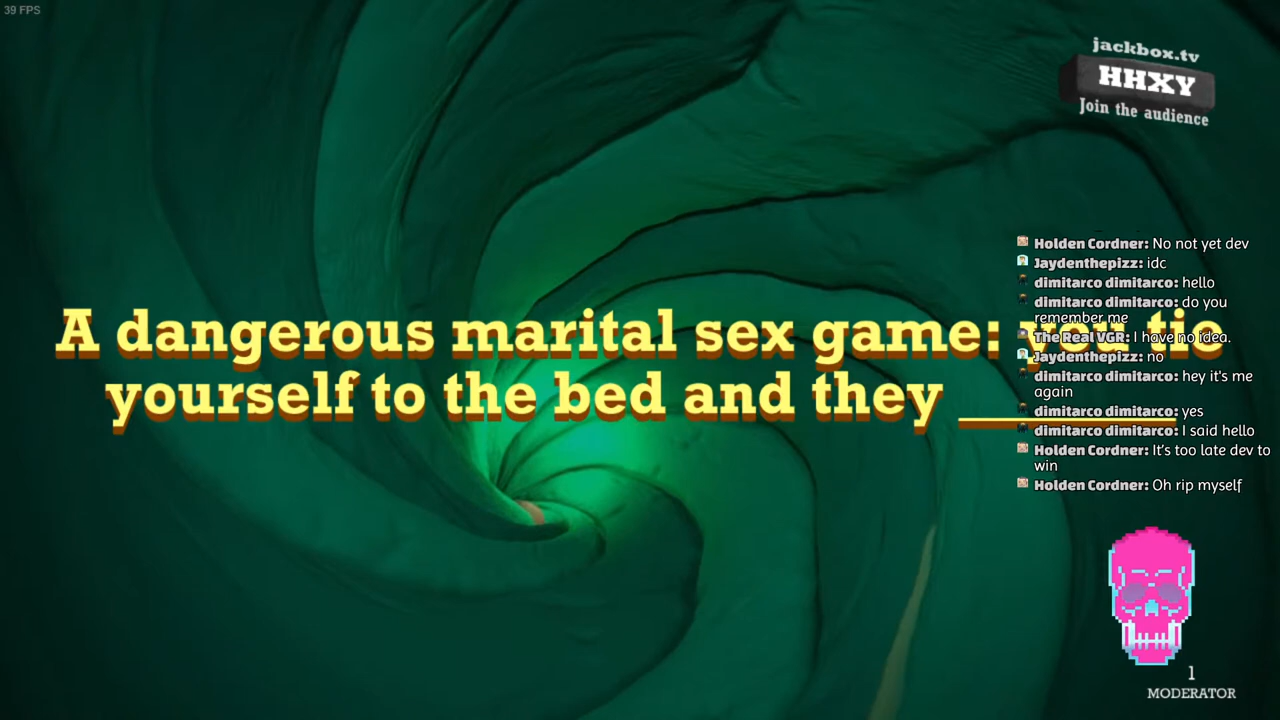 39 FPS
jackbox.tv
HHXY
Join the audience
A dangerous marital sex game: you tie
yourself to the bed and they ______
Holden Cordner: No not yet dev
Jaydenthepizz: idc
dimitarco dimitarco: hello
dimitarco dimitarco: do you
remember me
The Real VGR: I have no idea.
Jaydenthepizz: no
dimitarco dimitarco: hey it's me
again
dimitarco dimitarco: yes
dimitarco dimitarco: I said hello
Holden Cordner: It's too late dev to
win
Holden Cordner: Oh rip myself
1
MODERATOR